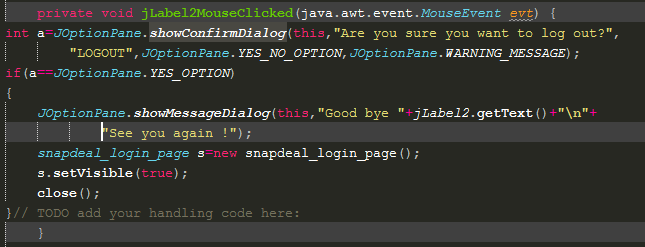 private void jLabel2MouseClicked(java.awt.event.MouseEvent evt) {
int a=JOptionPane.showConfirmDialog(this,"Are you sure you want to log out?",
"LOGOUT",JOptionPane.YES_NO_OPTION,JOptionPane.WARNING_MESSAGE);
if(a==JOptionPane.YES_OPTION)
{
JOptionPane.showMessageDialog(this,"Good bye "+jLabel2.getText()+"\n"+
"See you again !");
snapdeal_login_page s=new snapdeal_login_page();
s.setVisible(true);
close();
}// TODO add your handling code here:
}